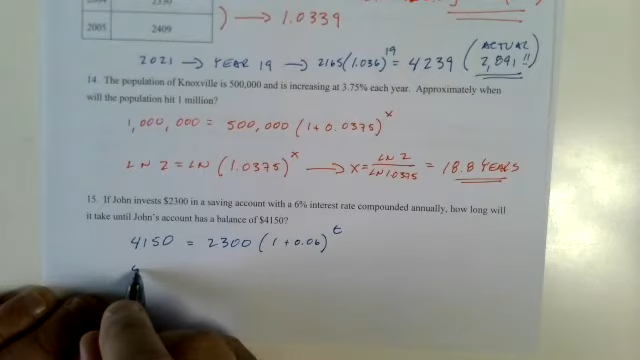 2005 2409 ) → 1.0339
2021 → YEAR 19 → 2165(1.036)^19 = 4239 (ACTUAL 2,891!!)
14. The population of Knoxville is 500,000 and is increasing at 3.75% each year. Approximately when
will the population hit 1 million?
1,000,000 = 500,000 (1+0.0375)^x
LN 2 = LN (1.0375)^x → x = LN 2 / LN 1.0375 = 18.8 YEARS
15. If John invests $2300 in a saving account with a 6% interest rate compounded annually, how long will
it take until John's account has a balance of $4150?
4150 = 2300 (1+0.06)^t